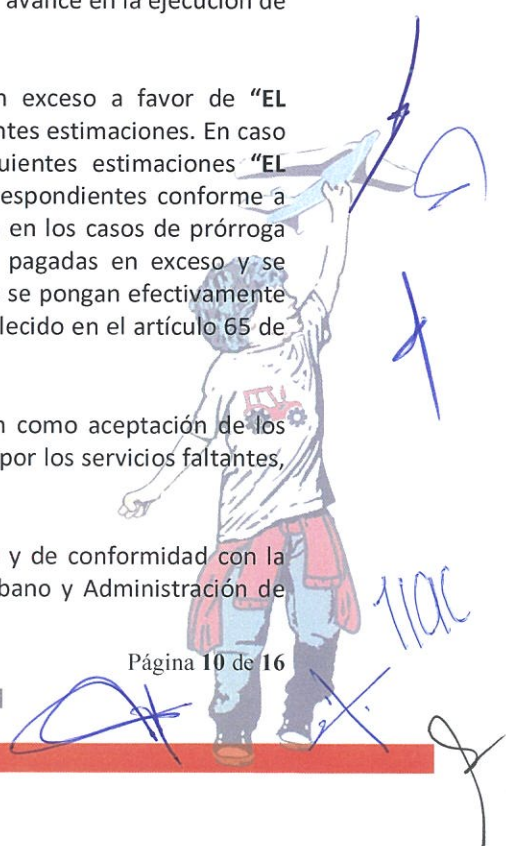 avance en la ejecución de
n exceso a favor de “EL
ntes estimaciones. En caso
uientes estimaciones “EL
respondientes conforme a
en los casos de prórroga
pagadas en exceso y se
se pongan efectivamente
lecido en el artículo 65 de
n como aceptación de los
por los servicios faltantes,
y de conformidad con la
bano y Administración de
Página 10 de 16